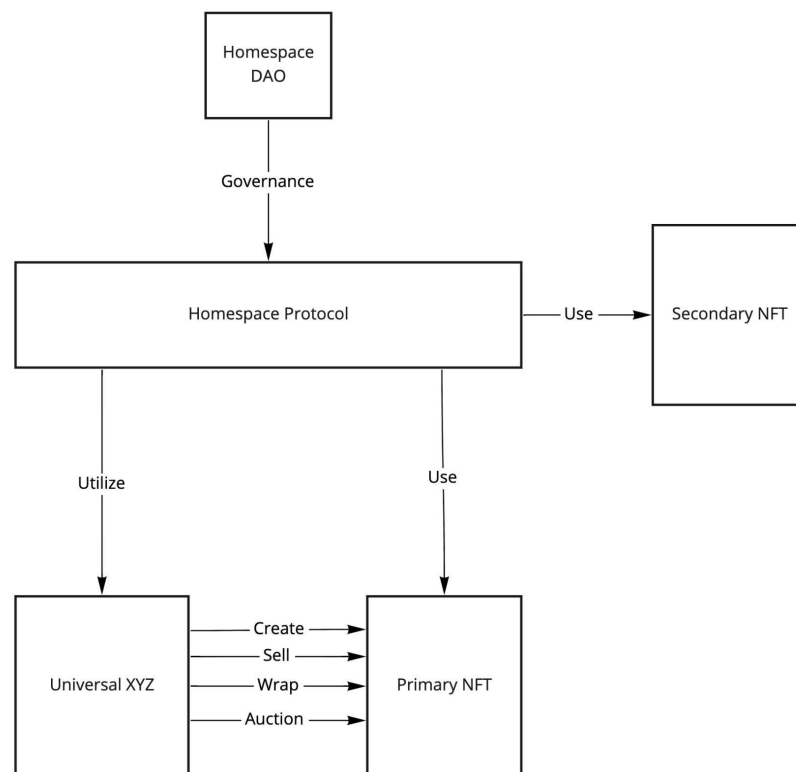 Homespace
DAO
Governance
Homespace Protocol
Use
Secondary NFT
Utilize
Use
Universal XYZ
Create
Sell
Wrap
Auction
Primary NFT